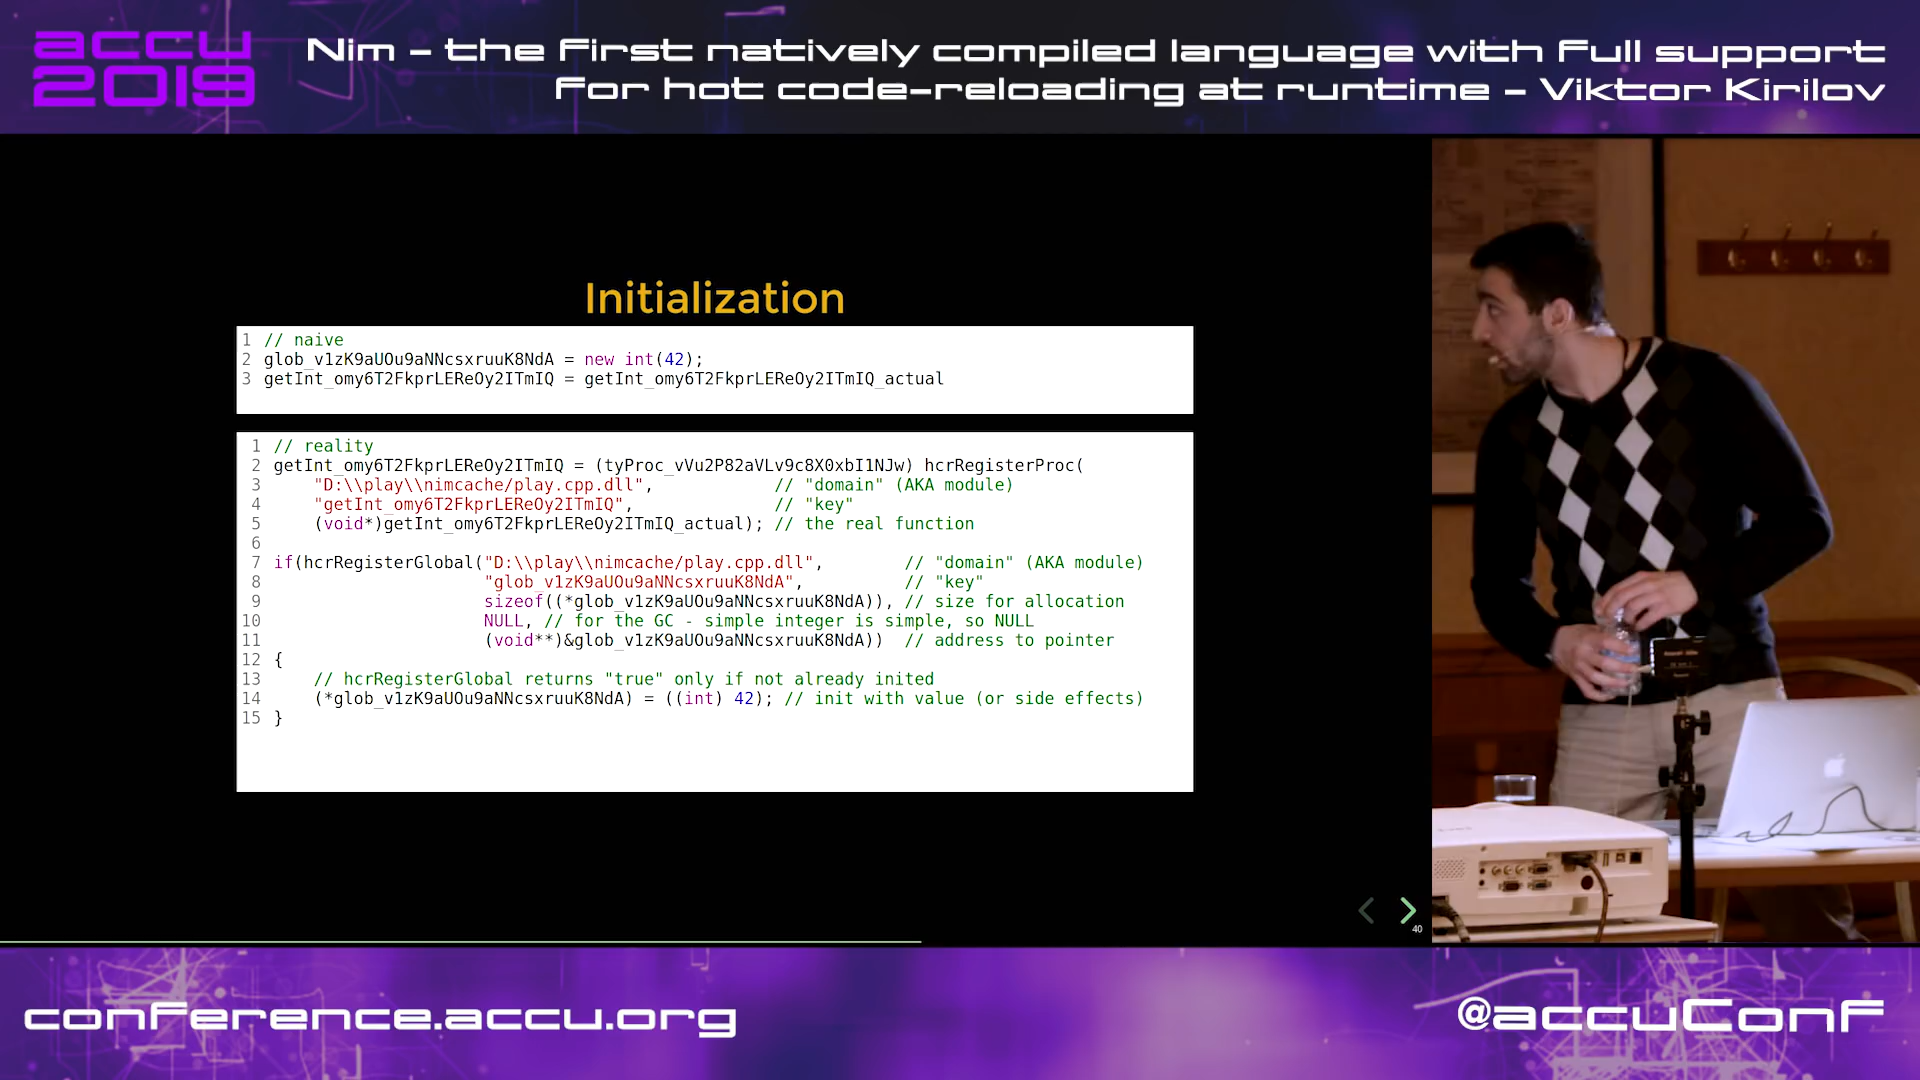 accu
2019
Nim – the first natively compiled language with full support
for hot code-reloading at runtime – Viktor Kirilov
Initialization
1 // naive
2 glob_v1zK9aUOu9aNNcsxruuK8NdA = new int(42);
3 getInt_omy6T2FkprLEReOy2ITmIQ = getInt_omy6T2FkprLEReOy2ITmIQ_actual
1 // reality
2 getInt_omy6T2FkprLEReOy2ITmIQ = (tyProc_vVu2P82aVLv9c8X0xbI1NJw) hcrRegisterProc(
3 "D:\\play\\nimcache/play.cpp.dll", // "domain" (AKA module)
4 "getInt_omy6T2FkprLEReOy2ITmIQ", // "key"
5 (void*)getInt_omy6T2FkprLEReOy2ITmIQ_actual); // the real function
6
7 if(hcrRegisterGlobal("D:\\play\\nimcache/play.cpp.dll", // "domain" (AKA module)
8 "glob_v1zK9aUOu9aNNcsxruuK8NdA", // "key"
9 sizeof((*glob_v1zK9aUOu9aNNcsxruuK8NdA)), // size for allocation
10 NULL, // for the GC - simple integer is simple, so NULL
11 (void**)&glob_v1zK9aUOu9aNNcsxruuK8NdA)) // address to pointer
12 {
13 // hcrRegisterGlobal returns "true" only if not already inited
14 (*glob_v1zK9aUOu9aNNcsxruuK8NdA) = ((int) 42); // init with value (or side effects)
15 }
40
conference.accu.org
@accuConf